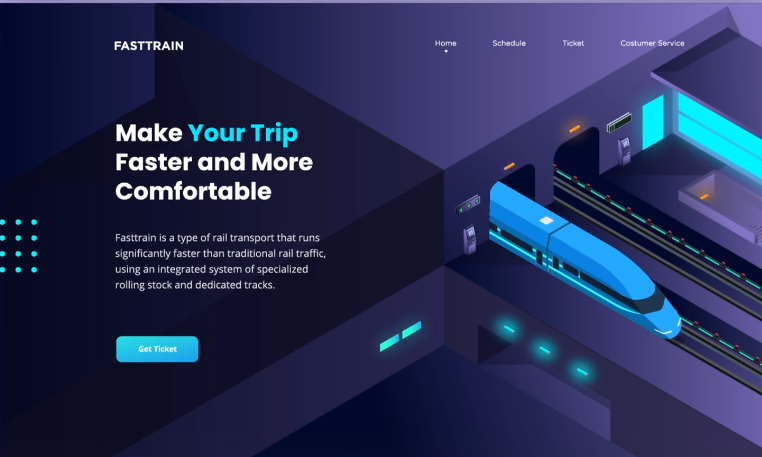 FASTTRAIN
Home
Schedule
Ticket
Costumer Service
Make Your Trip
Faster and More
Comfortable
Fasttrain is a type of rail transport that runs
significantly faster than traditional rail traffic,
using an integrated system of specialized
rolling stock and dedicated tracks.
Get Ticket